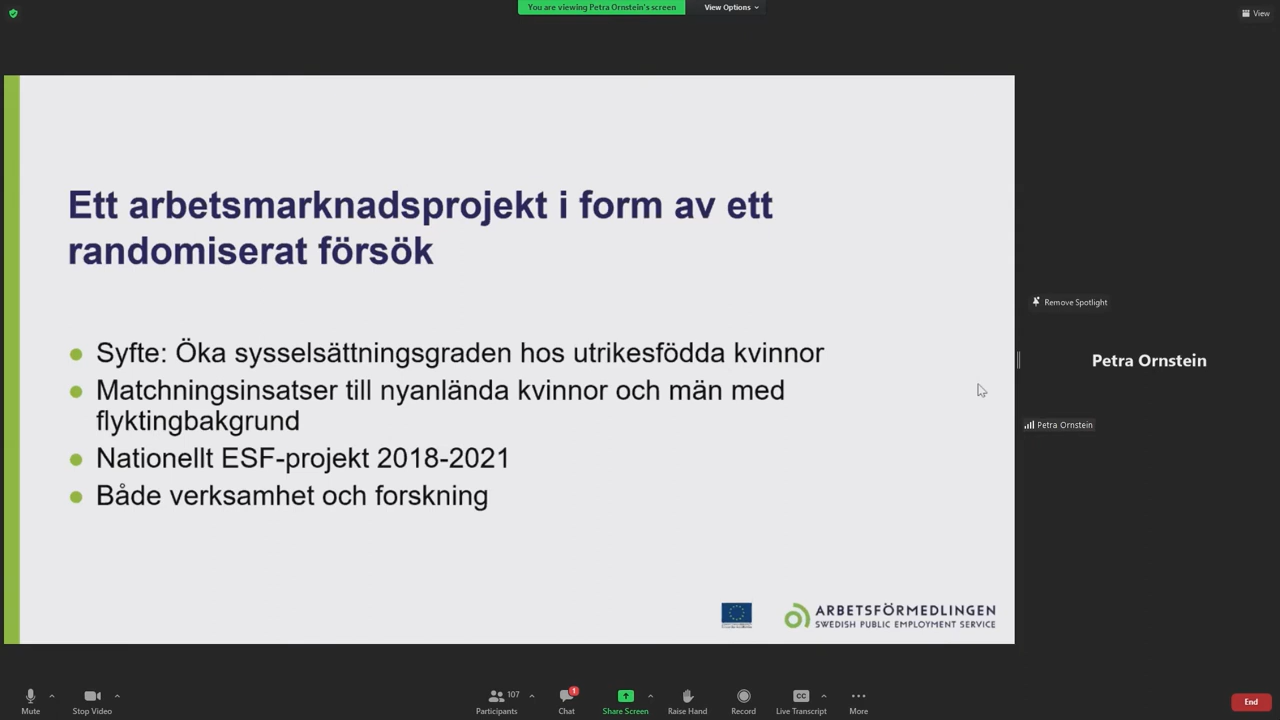 You are viewing Petra Ornstein's screen
View Options
View
Ett arbetsmarknadsprojekt i form av ett
randomiserat försök
Syfte: Öka sysselsättningsgraden hos utrikesfödda kvinnor
Matchningsinsatser till nyanlända kvinnor och män med
flyktingbakgrund
Nationellt ESF-projekt 2018-2021
Både verksamhet och forskning
ARBETSFÖRMEDLINGEN
SWEDISH PUBLIC EMPLOYMENT SERVICE
Remove Spotlight
Petra Ornstein
Petra Ornstein
Mute
Stop Video
107
Participants
1
Chat
Share Screen
Raise Hand
Record
CC
Live Transcript
More
End